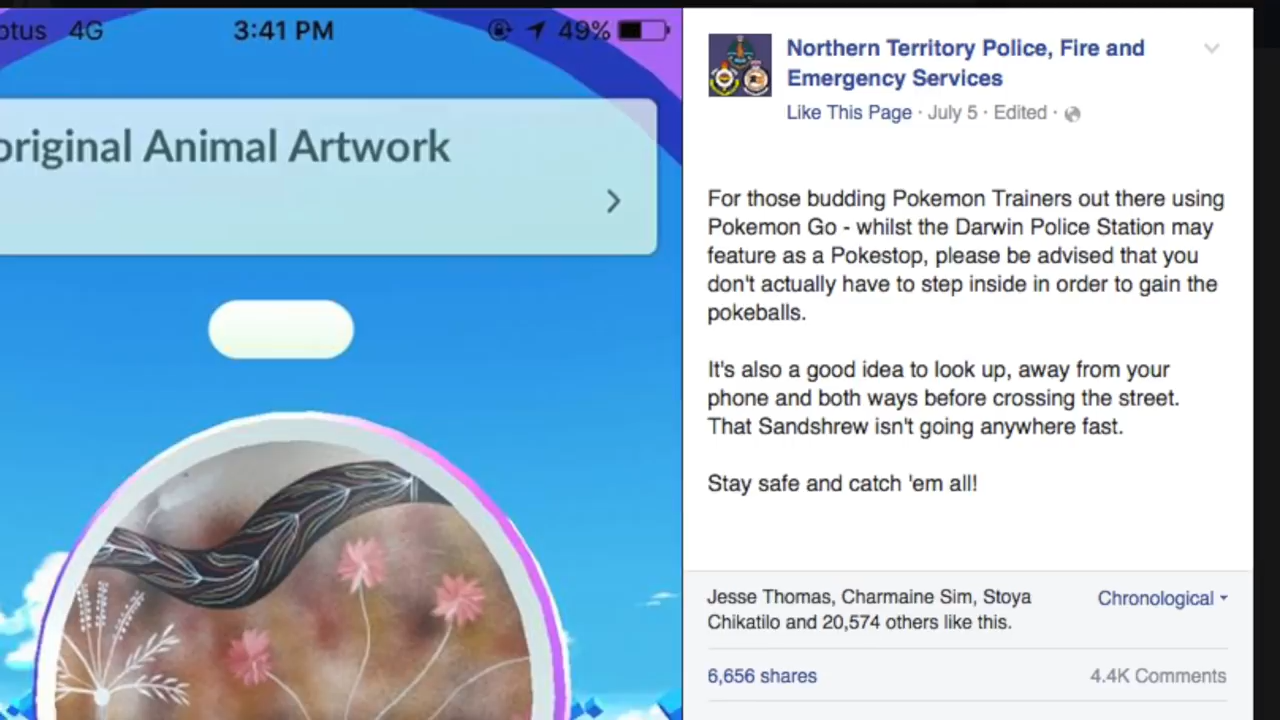 4G 3:41 PM 49%
Animal Artwork
Northern Territory Police, Fire and
Emergency Services
Like This Page · July 5 · Edited ·
For those budding Pokemon Trainers out there using
Pokemon Go - whilst the Darwin Police Station may
feature as a Pokestop, please be advised that you
don't actually have to step inside in order to gain the
pokeballs.
It's also a good idea to look up, away from your
phone and both ways before crossing the street.
That Sandshrew isn't going anywhere fast.
Stay safe and catch 'em all!
Jesse Thomas, Charmaine Sim, Stoya
Chikatilo and 20,574 others like this.
Chronological
6,656 shares
4.4K Comments